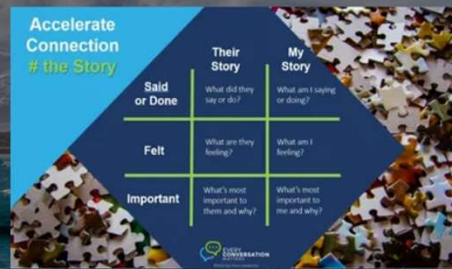 Accelerate
Connection
# the Story
Their
Story
My
Story
Said
or Done
What did they
say or do?
What am I saying
or doing?
Felt
What are they
feeling?
What am I
feeling?
Important
What's most
important to
them and why?
What's most
important to
me and why?
EVERY
CONVERSATION
MATTERS